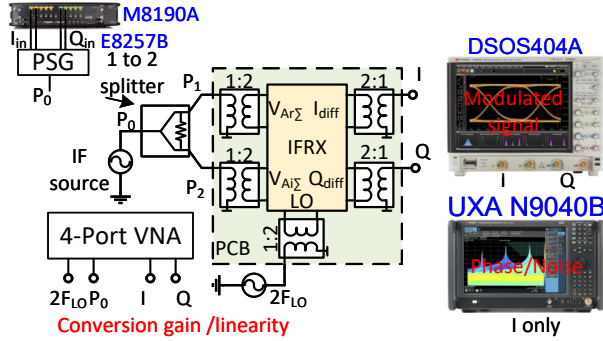 M8190A
I_in Q_in E8257B
PSG
P_0
1 to 2
splitter
P_0
P_1
P_2
IF
source
1:2
2:1
V_ArΣ I_diff
IFRX
1:2
2:1
V_AiΣ Q_diff
LO
1:2
PCB
2F_LO
I
Q
4-Port VNA
2F_LO P_0 I Q
Conversion gain /linearity
DSOS404A
Modulated
signal
I Q
UXA N9040B
Phase/Noise
I only